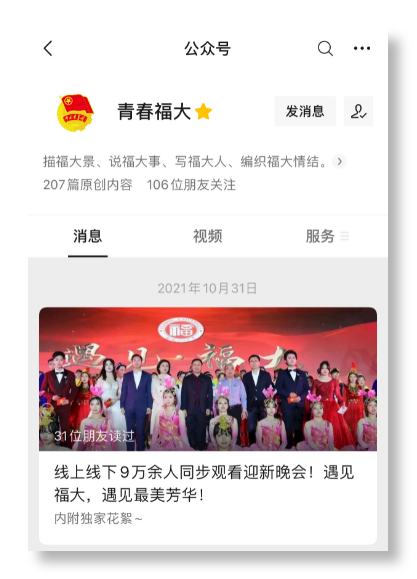 公众号
青春福大
发消息
描福大景、说福大事、写福大人、编织福大情结。
207篇原创内容 106位朋友关注
消息 视频 服务
2021年10月31日
福
遇见·福大
31位朋友读过
线上线下9万余人同步观看迎新晚会！遇见
福大，遇见最美芳华！
内附独家花絮~